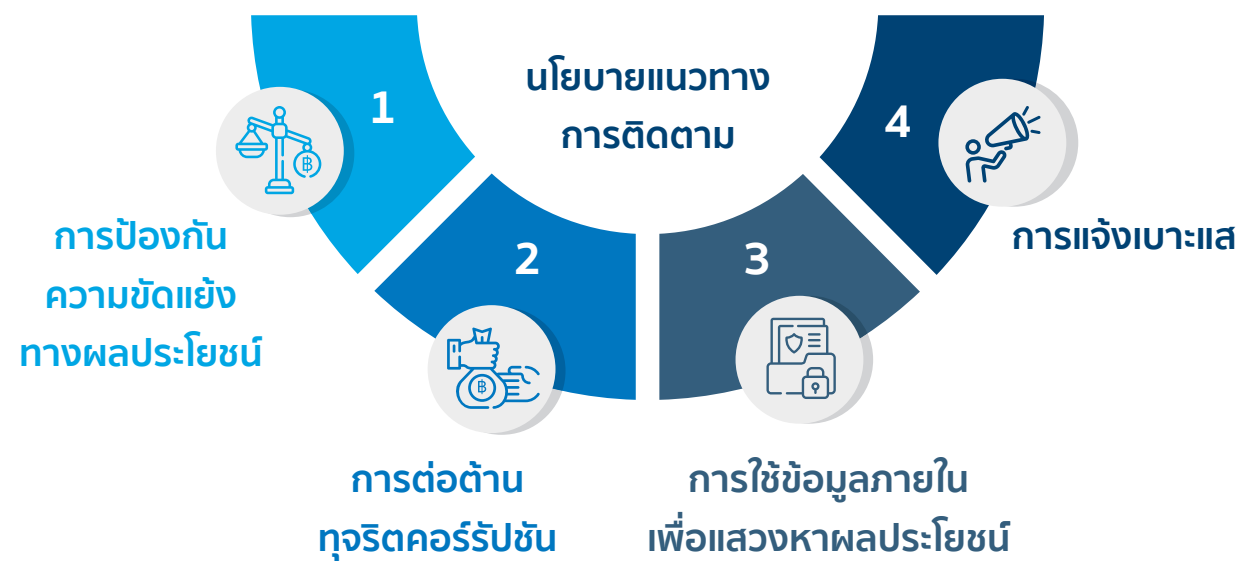 นโยบายแนวทาง
การติดตาม
1
การป้องกัน
ความขัดแย้ง
ทางผลประโยชน์
2
การต่อต้าน
ทุจริตคอร์รัปชัน
3
การใช้ข้อมูลภายใน
เพื่อแสวงหาผลประโยชน์
4
การแจ้งเบาะแส
฿
฿